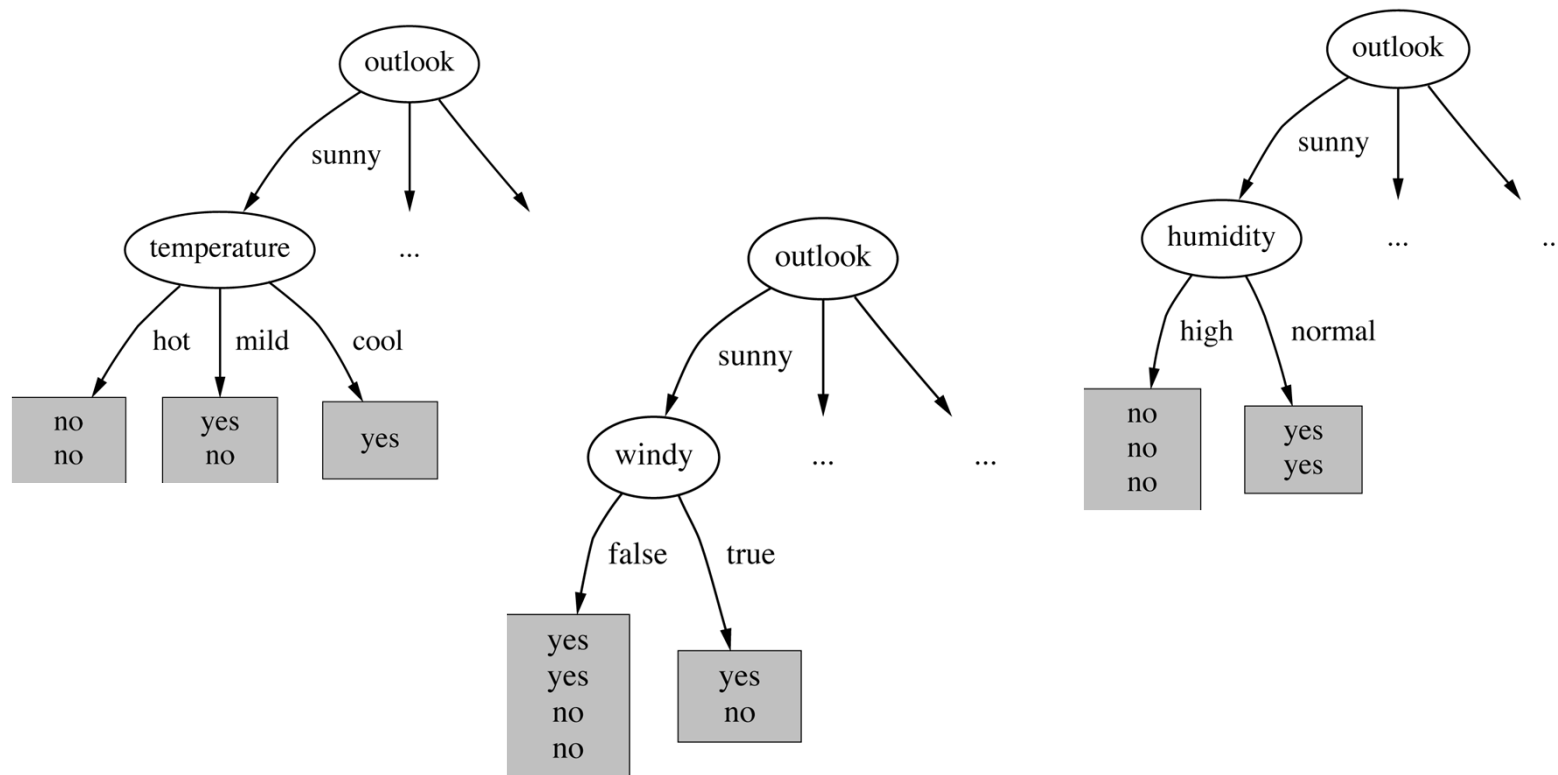 outlook
sunny
temperature
...
hot mild cool
no
no
yes
no
yes
outlook
sunny
windy
...
...
false true
yes
yes
no
no
yes
no
outlook
sunny
humidity
...
..
high normal
no
no
no
yes
yes